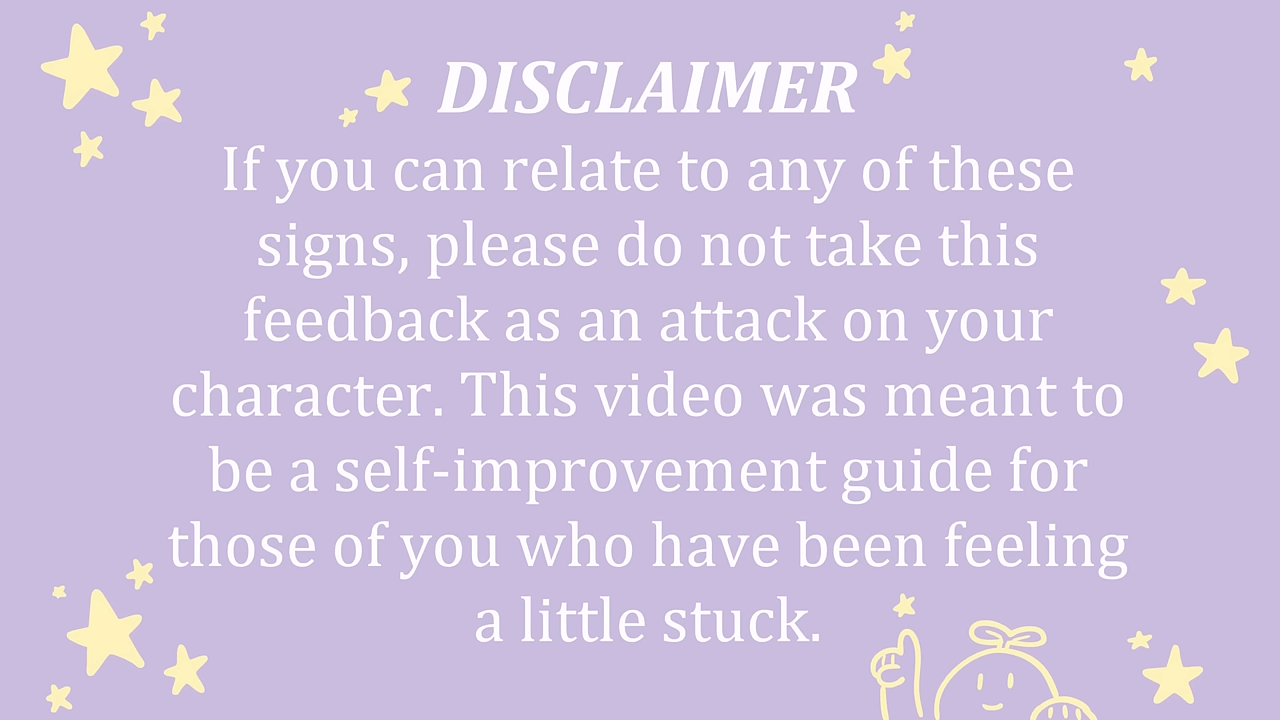 DISCLAIMER
If you can relate to any of these
signs, please do not take this
feedback as an attack on your
character. This video was meant to
be a self-improvement guide for
those of you who have been feeling
a little stuck.